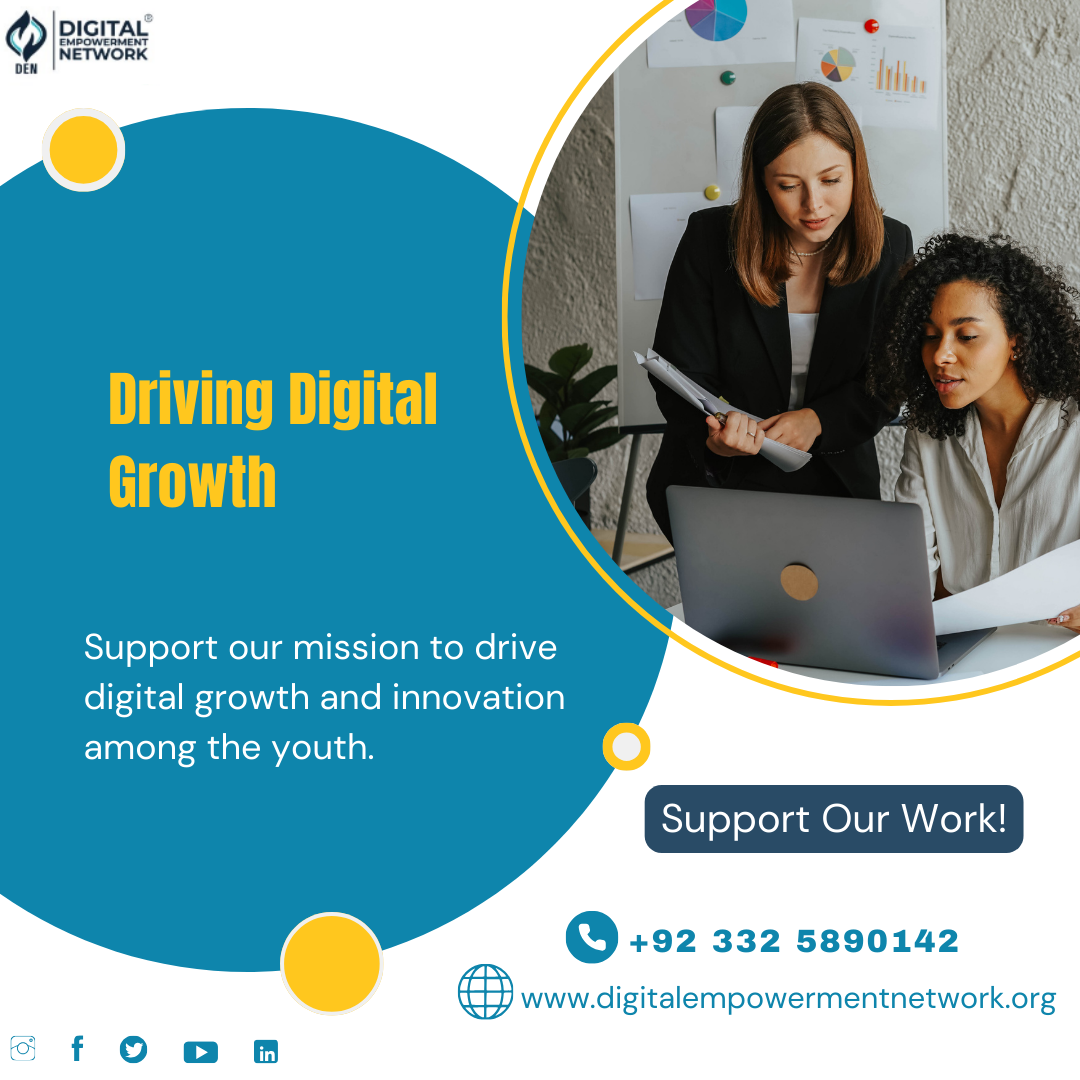 DIGITAL®
EMPOWERMENT
NETWORK
DEN
Driving Digital
Growth
Support our mission to drive
digital growth and innovation
among the youth.
Support Our Work!
+92 332 5890142
www.digitalempowermentnetwork.org